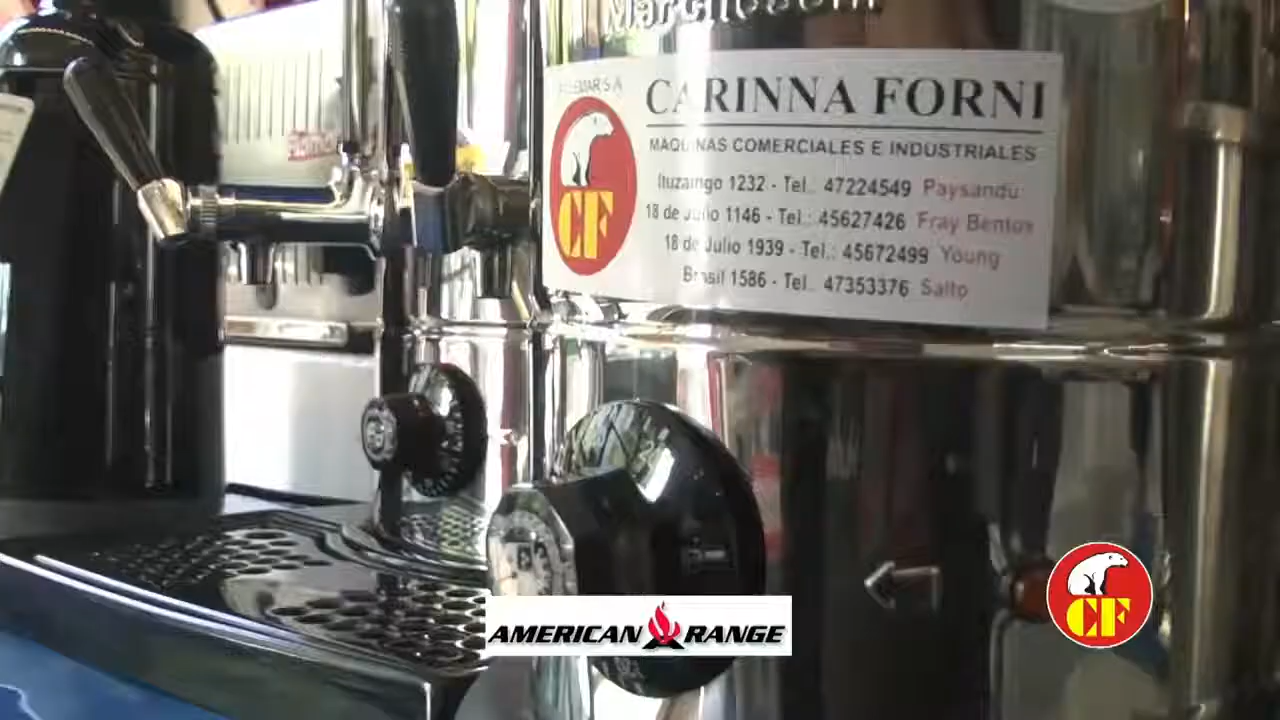 CARINNA FORNI
MAQUINAS COMERCIALES E INDUSTRIALES
Ituzaingo 1232 - Tel.: 47224549 Paysandu
18 de Julio 1146 - Tel.: 45627426 Fray Bentos
18 de Julio 1939 - Tel.: 45672499 Young
Brasil 1586 - Tel. 47353376 Salto
CF
AMERICAN RANGE
CF